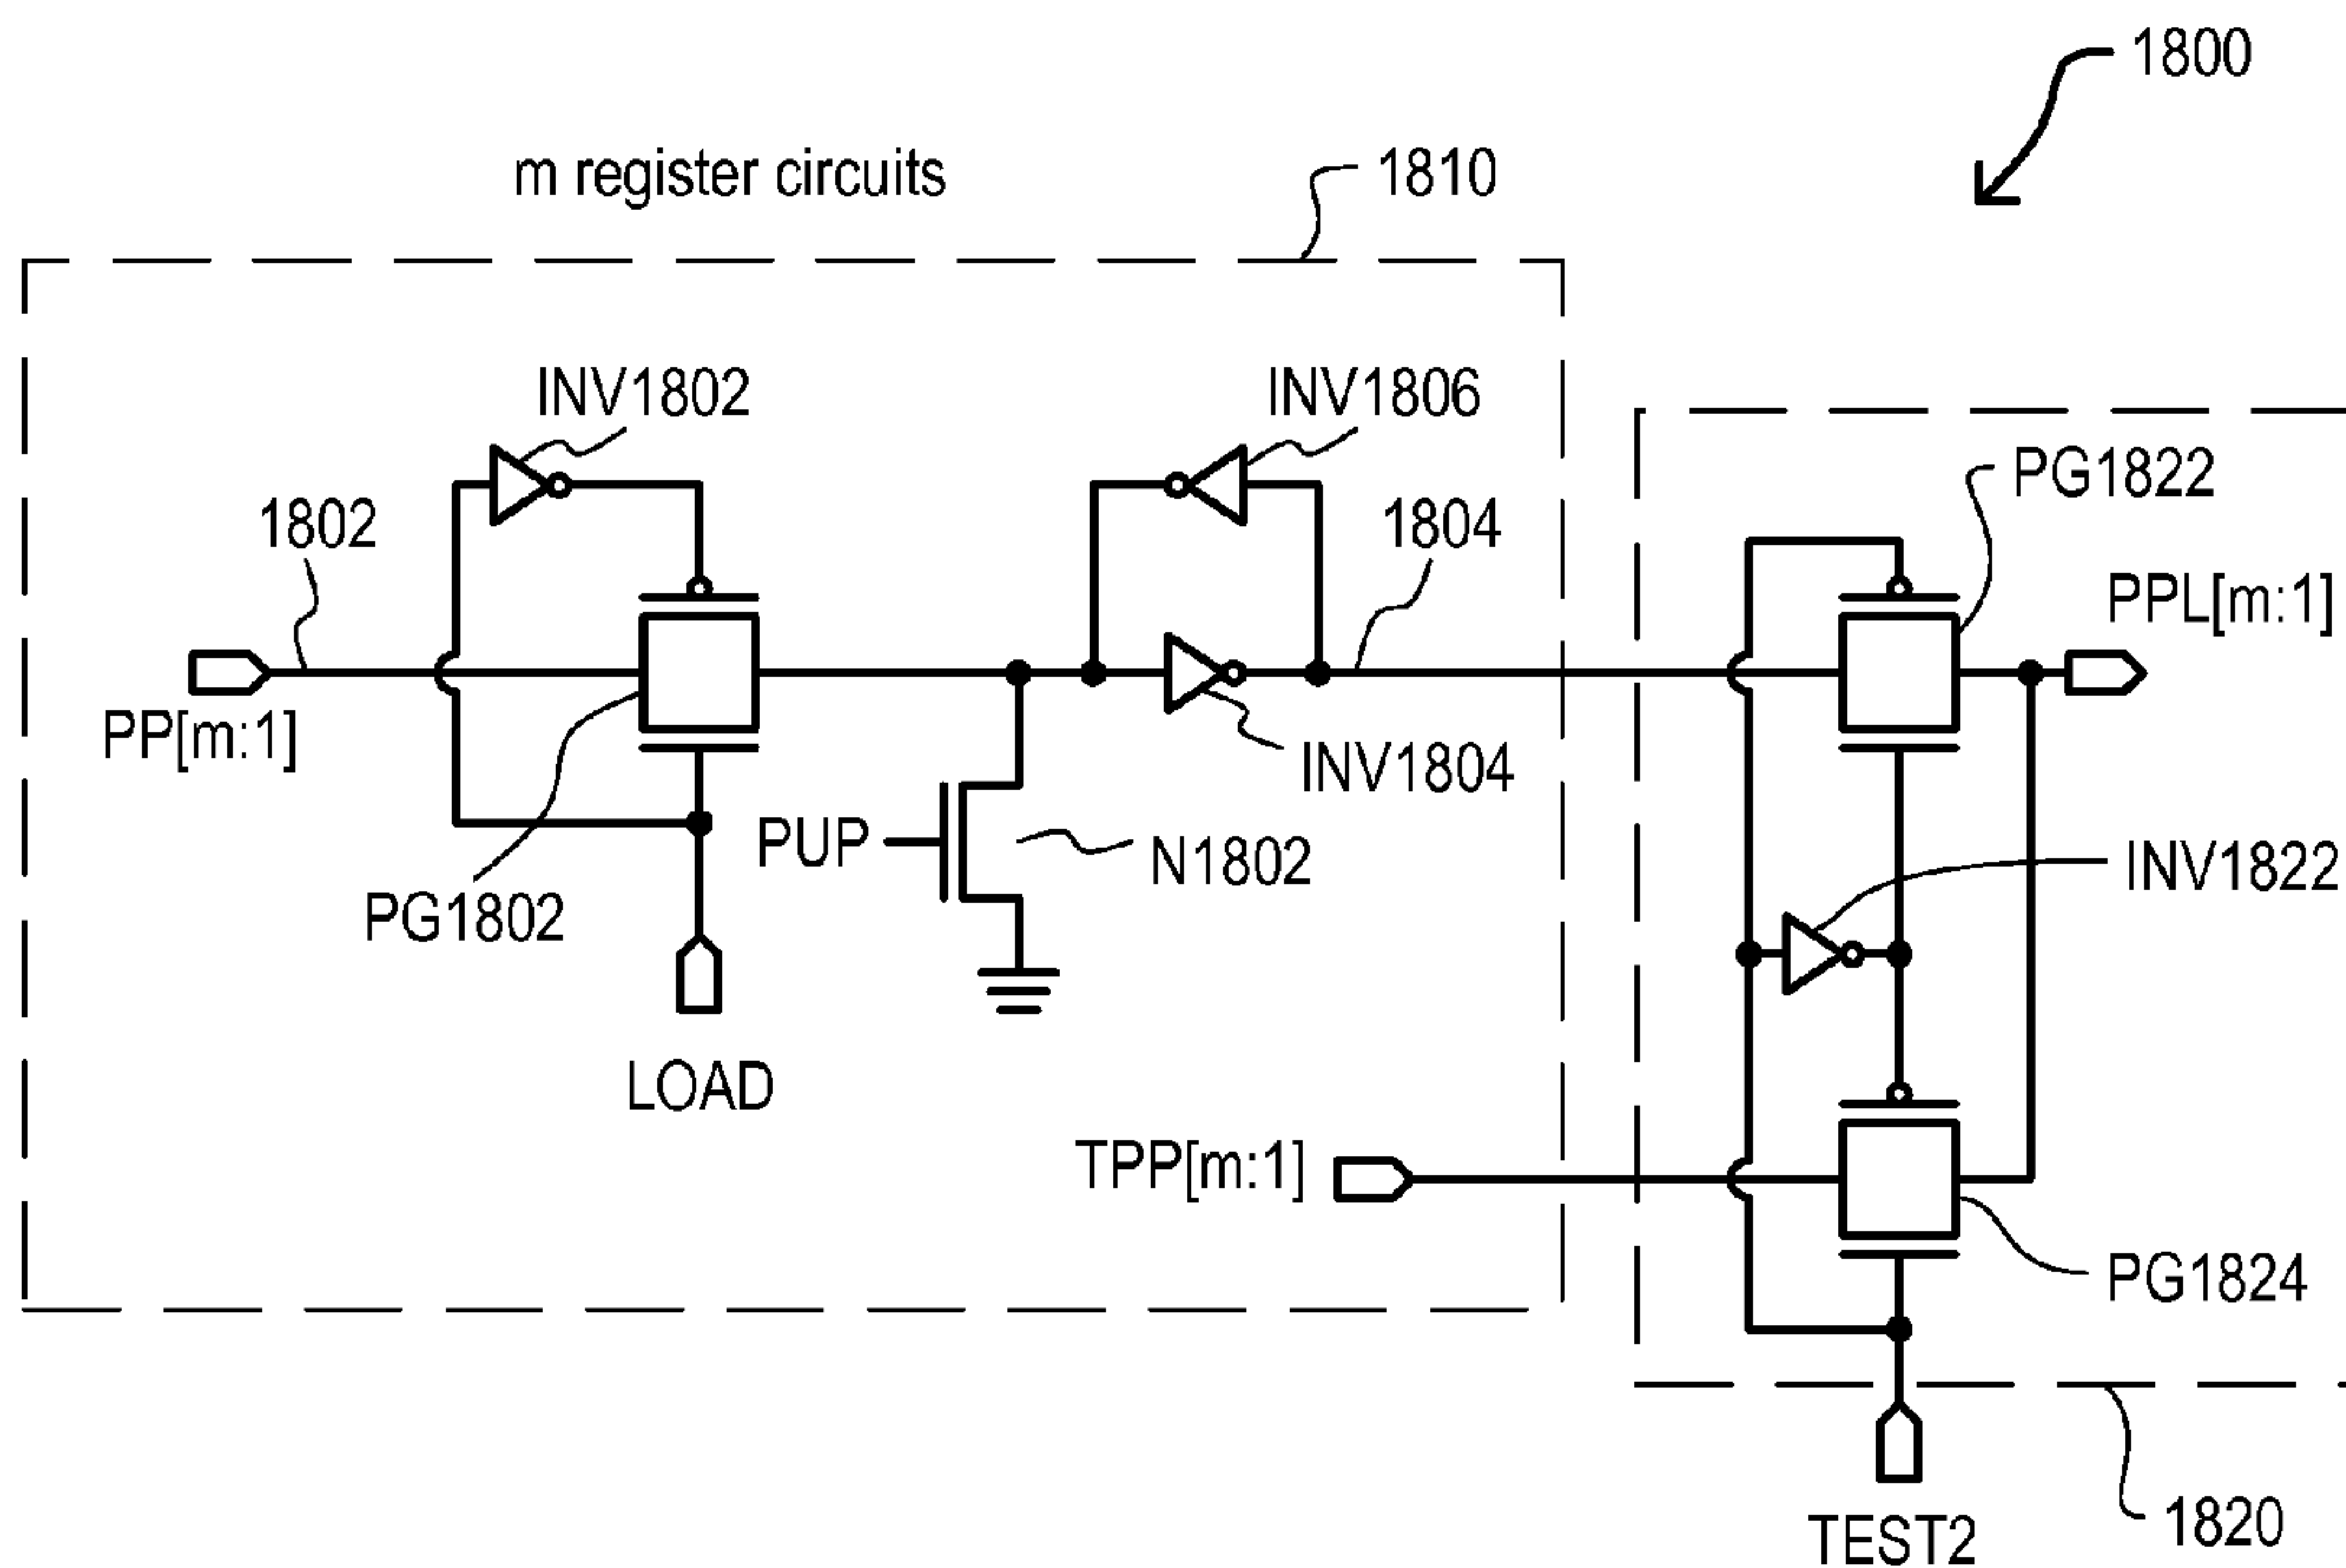 1800
m register circuits
1810
INV1802
INV1806
PG1822
1802
1804
PPL[m:1]
PP[m:1]
INV1804
PUP
N1802
INV1822
PG1802
LOAD
TPP[m:1]
PG1824
1820
TEST2